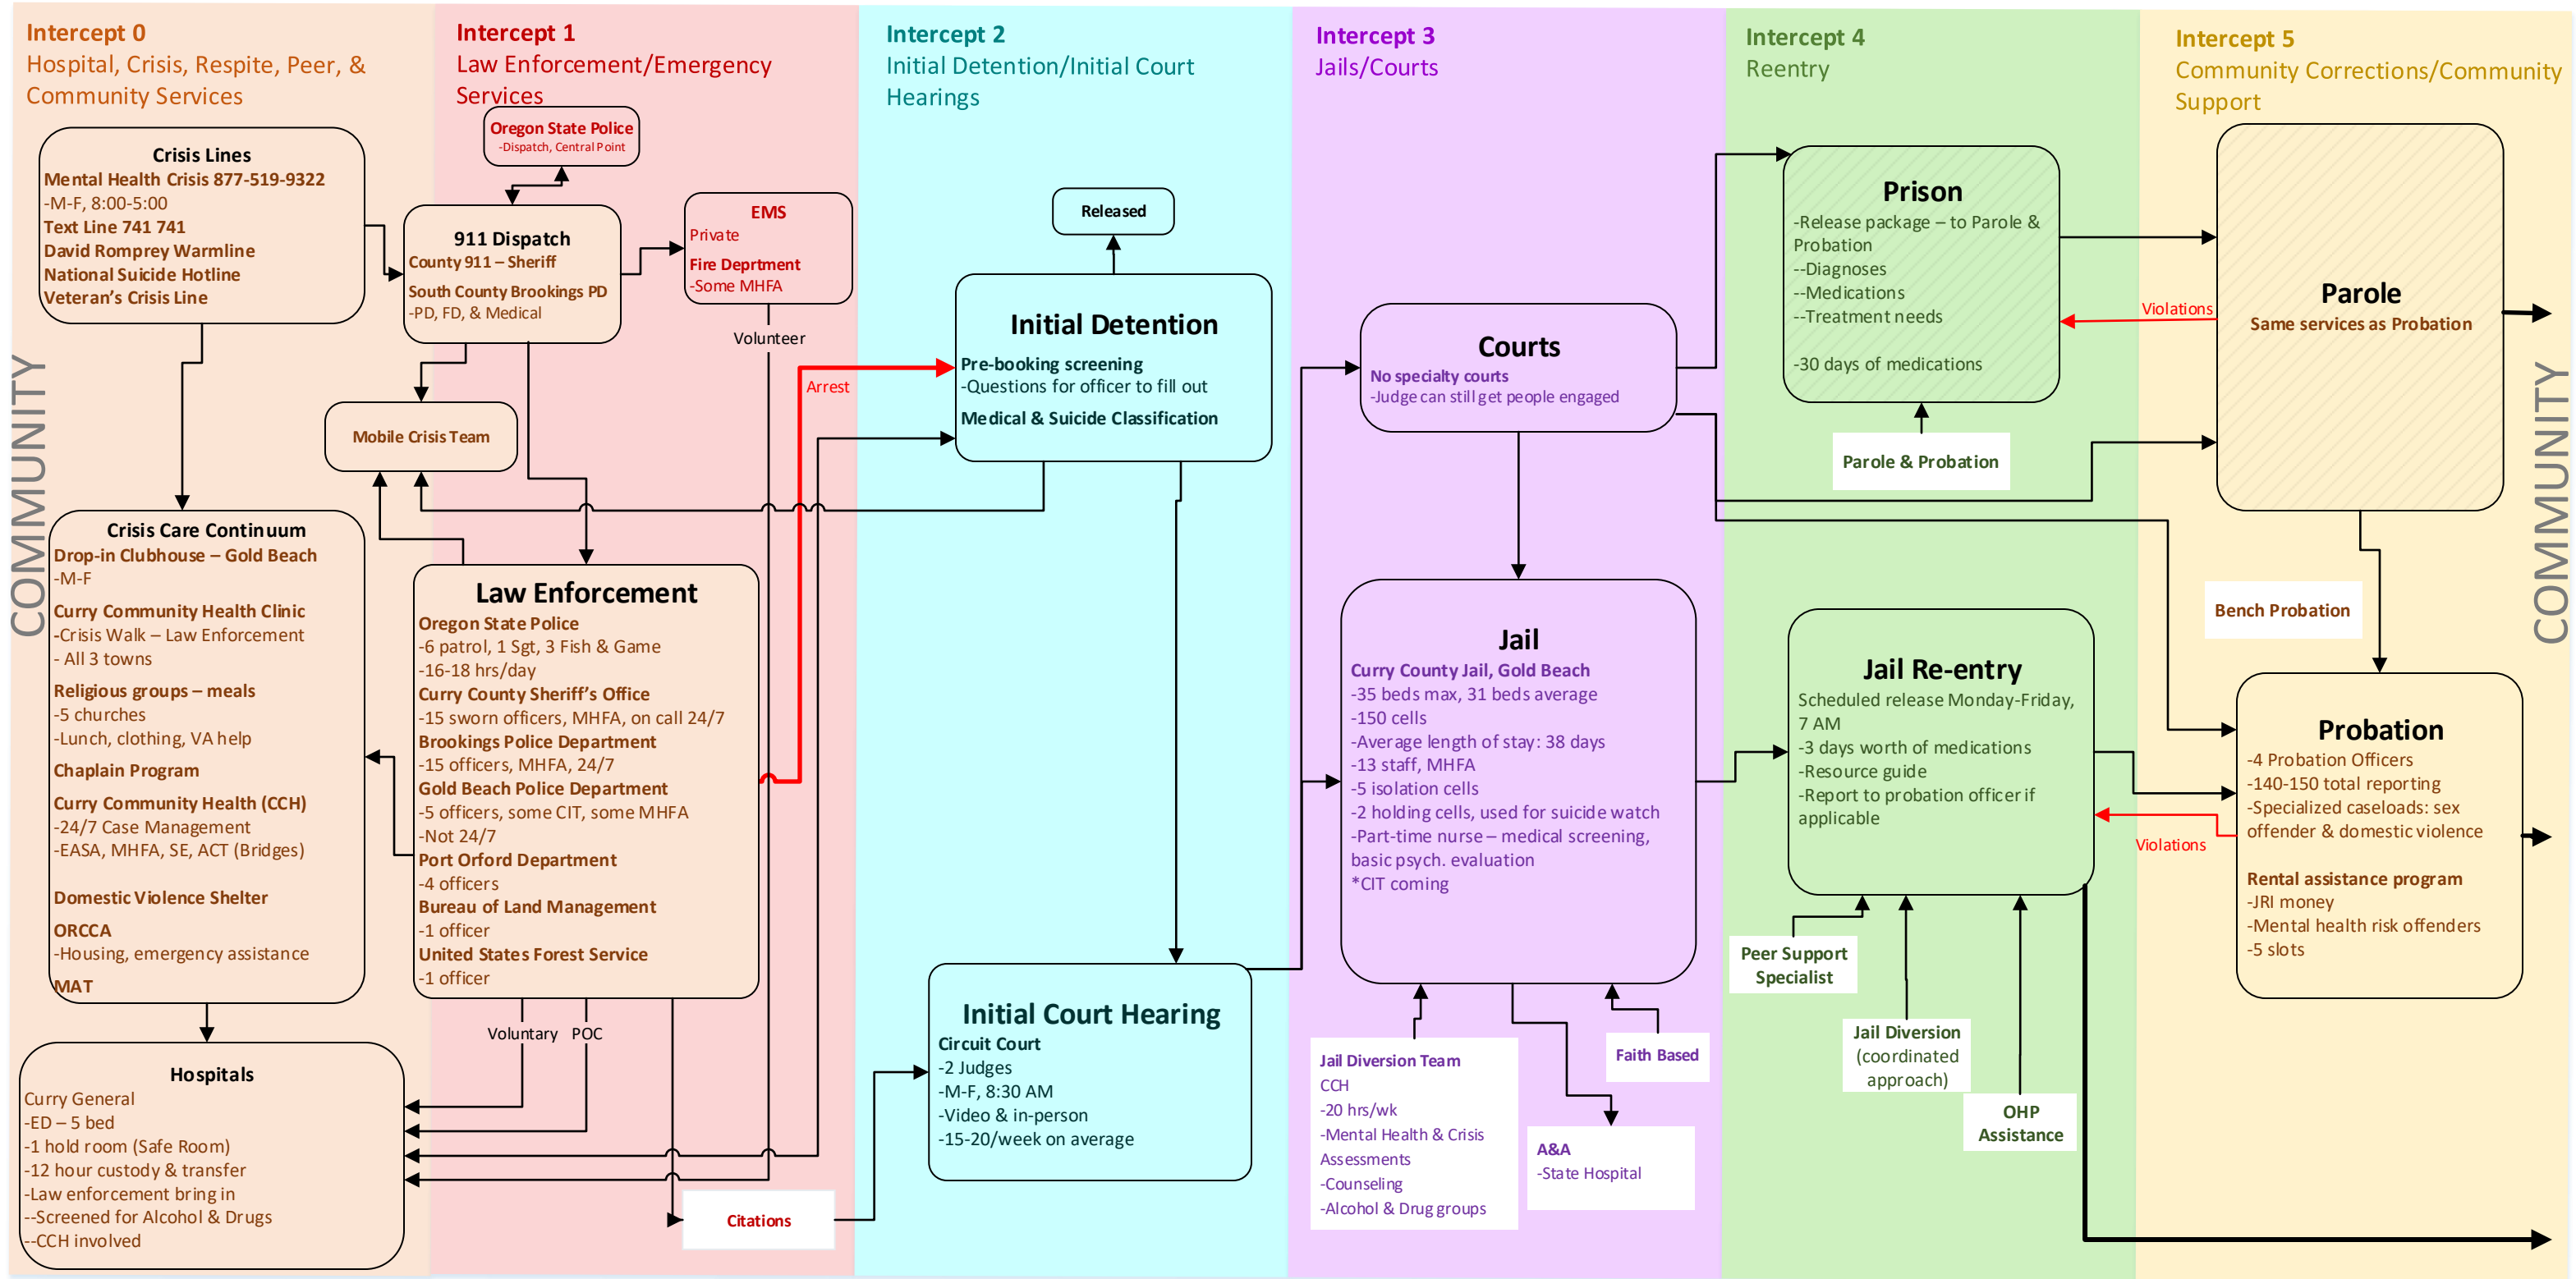 Intercept 0
Hospital, Crisis, Respite, Peer, &
Community Services
Intercept 1
Law Enforcement/Emergency
Services
Intercept 2
Initial Detention/Initial Court
Hearings
Intercept 3
Jails/Courts
Intercept 4
Reentry
Intercept 5
Community Corrections/Community
Support
COMMUNITY
Crisis Lines
Mental Health Crisis 877-519-9322
-M-F, 8:00-5:00
Text Line 741 741
David Romprey Warmline
National Suicide Hotline
Veteran's Crisis Line
Oregon State Police
-Dispatch, Central Point
911 Dispatch
County 911 – Sheriff
South County Brookings PD
-PD, FD, & Medical
EMS
Private
Fire Deprtment
-Some MHFA
Volunteer
Mobile Crisis Team
Crisis Care Continuum
Drop-in Clubhouse – Gold Beach
-M-F
Curry Community Health Clinic
-Crisis Walk – Law Enforcement
- All 3 towns
Religious groups – meals
-5 churches
-Lunch, clothing, VA help
Chaplain Program
Curry Community Health (CCH)
-24/7 Case Management
-EASA, MHFA, SE, ACT (Bridges)
Domestic Violence Shelter
ORCCA
-Housing, emergency assistance
MAT
Hospitals
Curry General
-ED – 5 bed
-1 hold room (Safe Room)
-12 hour custody & transfer
-Law enforcement bring in
--Screened for Alcohol & Drugs
--CCH involved
Law Enforcement
Oregon State Police
-6 patrol, 1 Sgt, 3 Fish & Game
-16-18 hrs/day
Curry County Sheriff's Office
-15 sworn officers, MHFA, on call 24/7
Brookings Police Department
-15 officers, MHFA, 24/7
Gold Beach Police Department
-5 officers, some CIT, some MHFA
-Not 24/7
Port Orford Department
-4 officers
Bureau of Land Management
-1 officer
United States Forest Service
-1 officer
Voluntary
POC
Arrest
Citations
Released
Initial Detention
Pre-booking screening
-Questions for officer to fill out
Medical & Suicide Classification
Initial Court Hearing
Circuit Court
-2 Judges
-M-F, 8:30 AM
-Video & in-person
-15-20/week on average
Courts
No specialty courts
-Judge can still get people engaged
Jail
Curry County Jail, Gold Beach
-35 beds max, 31 beds average
-150 cells
-Average length of stay: 38 days
-13 staff, MHFA
-5 isolation cells
-2 holding cells, used for suicide watch
-Part-time nurse – medical screening,
basic psych. evaluation
*CIT coming
Jail Diversion Team
CCH
-20 hrs/wk
-Mental Health & Crisis
Assessments
-Counseling
-Alcohol & Drug groups
Faith Based
A&A
-State Hospital
Prison
-Release package – to Parole &
Probation
--Diagnoses
--Medications
--Treatment needs
-30 days of medications
Parole & Probation
Jail Re-entry
Scheduled release Monday-Friday,
7 AM
-3 days worth of medications
-Resource guide
-Report to probation officer if
applicable
Peer Support
Specialist
Jail Diversion
(coordinated
approach)
OHP
Assistance
Violations
Parole
Same services as Probation
Bench Probation
Violations
Probation
-4 Probation Officers
-140-150 total reporting
-Specialized caseloads: sex
offender & domestic violence
Rental assistance program
-JRI money
-Mental health risk offenders
-5 slots
COMMUNITY